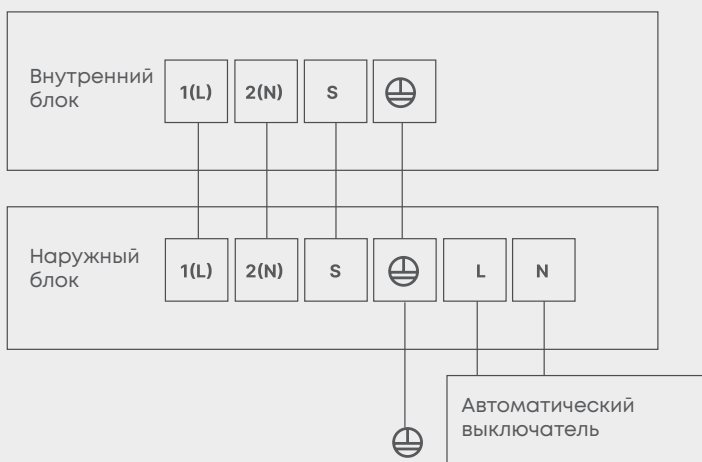 Внутренний
блок
1(L) 2(N) S
Наружный
блок
1(L) 2(N) S L N
Автоматический
выключатель